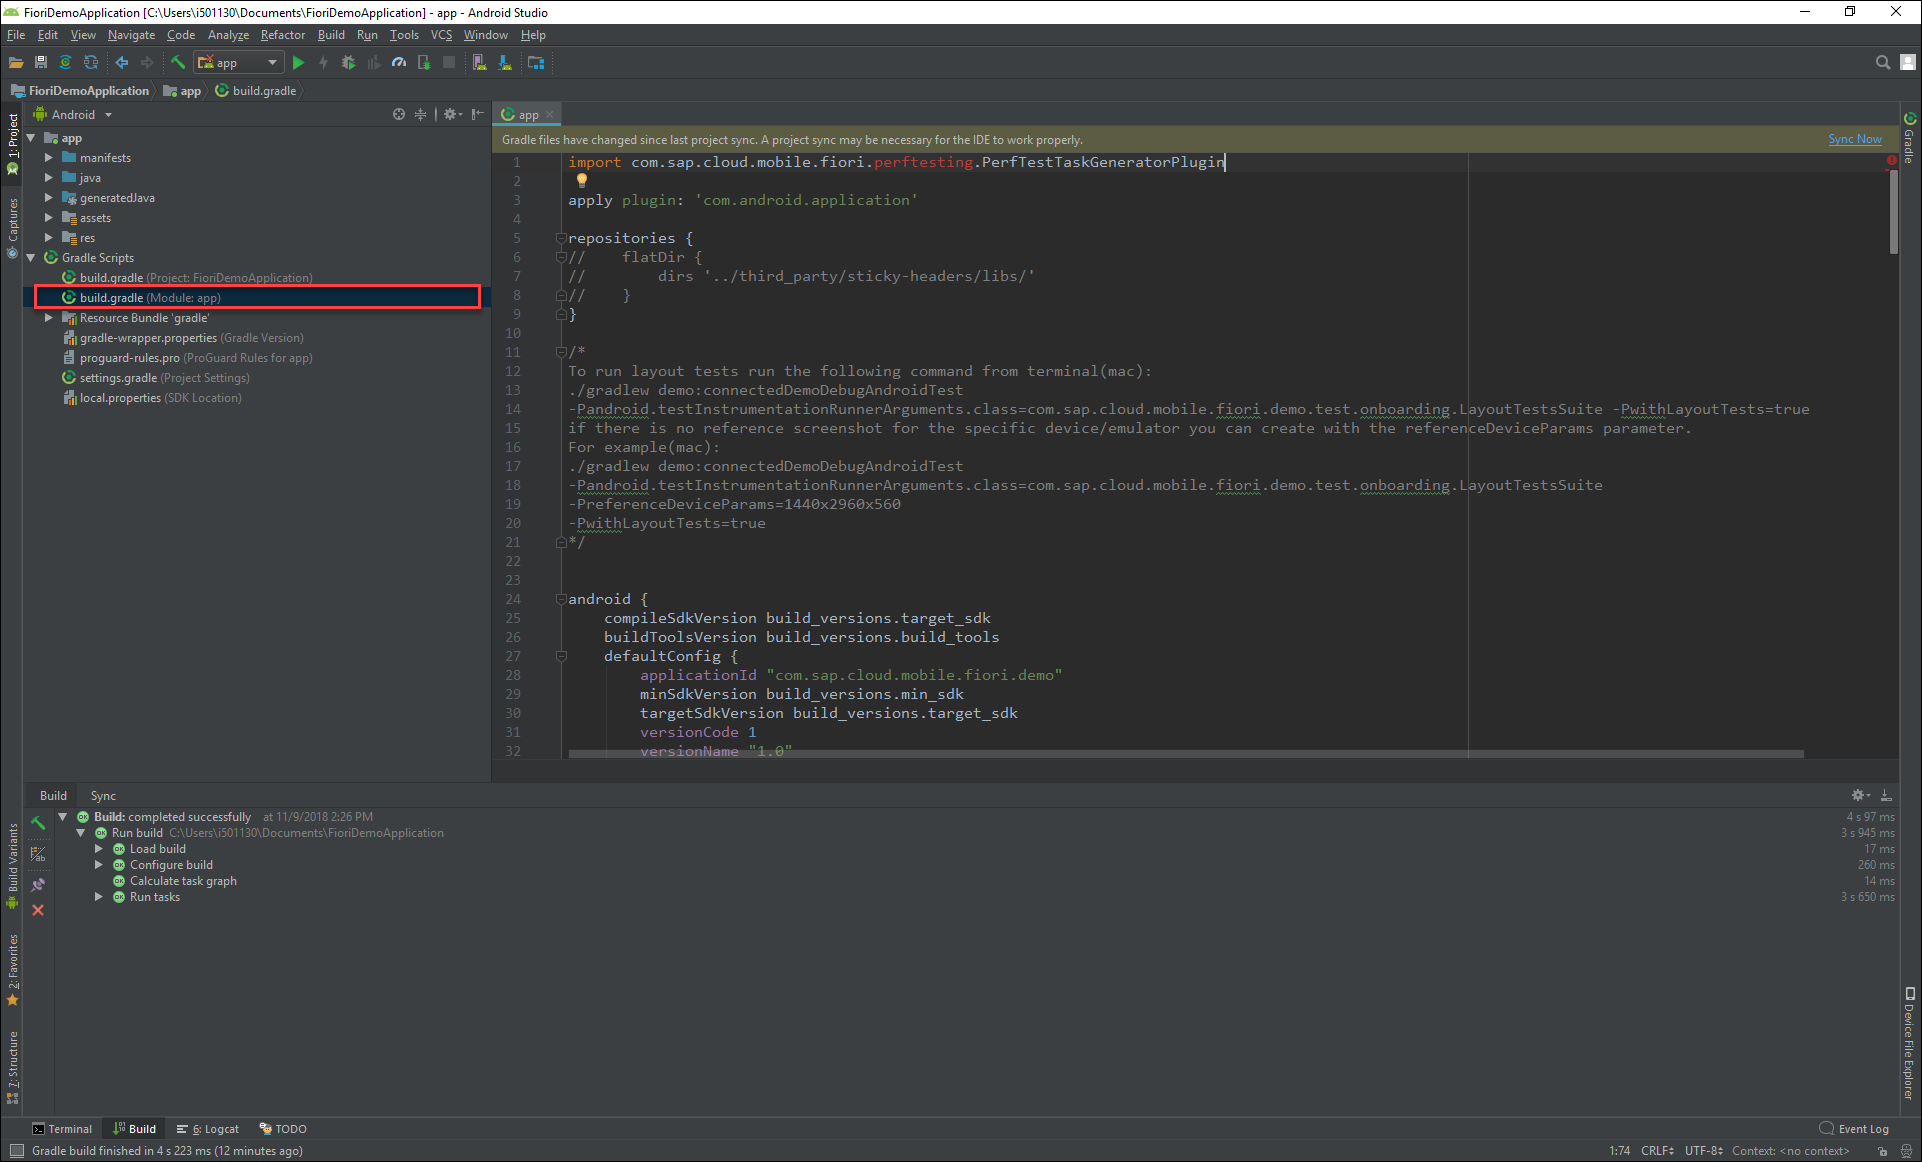 FioriDemoApplication [C:\Users\i501130\Documents\FioriDemoApplication] - app - Android Studio
File Edit View Navigate Code Analyze Refactor Build Run Tools VCS Window Help
app
FioriDemoApplication app build.gradle
Android
app
Gradle files have changed since last project sync. A project sync may be necessary for the IDE to work properly.
Sync Now
1: Project
Captures
Build Variants
2: Favorites
7: Structure
app
manifests
java
generatedJava
assets
res
Gradle Scripts
build.gradle (Project: FioriDemoApplication)
build.gradle (Module: app)
Resource Bundle 'gradle'
gradle-wrapper.properties (Gradle Version)
proguard-rules.pro (ProGuard Rules for app)
settings.gradle (Project Settings)
local.properties (SDK Location)
1 import com.sap.cloud.mobile.fiori.perftesting.PerfTestTaskGeneratorPlugin
2
3 apply plugin: 'com.android.application'
4
5 repositories {
6 // flatDir {
7 // dirs '../third_party/sticky-headers/libs/'
8 // }
9 }
10
11 /*
12 To run layout tests run the following command from terminal(mac):
13 ./gradlew demo:connectedDemoDebugAndroidTest
14 -Pandroid.testInstrumentationRunnerArguments.class=com.sap.cloud.mobile.fiori.demo.test.onboarding.LayoutTestsSuite -PwithLayoutTests=true
15 if there is no reference screenshot for the specific device/emulator you can create with the referenceDeviceParams parameter.
16 For example(mac):
17 ./gradlew demo:connectedDemoDebugAndroidTest
18 -Pandroid.testInstrumentationRunnerArguments.class=com.sap.cloud.mobile.fiori.demo.test.onboarding.LayoutTestsSuite
19 -PreferenceDeviceParams=1440x2960x560
20 -PwithLayoutTests=true
21 */
22
23
24 android {
25 compileSdkVersion build_versions.target_sdk
26 buildToolsVersion build_versions.build_tools
27 defaultConfig {
28 applicationId "com.sap.cloud.mobile.fiori.demo"
29 minSdkVersion build_versions.min_sdk
30 targetSdkVersion build_versions.target_sdk
31 versionCode 1
32 versionName "1.0"
Gradle
Device File Explorer
Build Sync
Build: completed successfully at 11/9/2018 2:26 PM 4 s 97 ms
Run build C:\Users\i501130\Documents\FioriDemoApplication 3 s 945 ms
Load build 17 ms
Configure build 260 ms
Calculate task graph 14 ms
Run tasks 3 s 650 ms
Terminal Build 6: Logcat TODO Event Log
Gradle build finished in 4 s 223 ms (12 minutes ago) 1:74 CRLF UTF-8 Context: <no context>